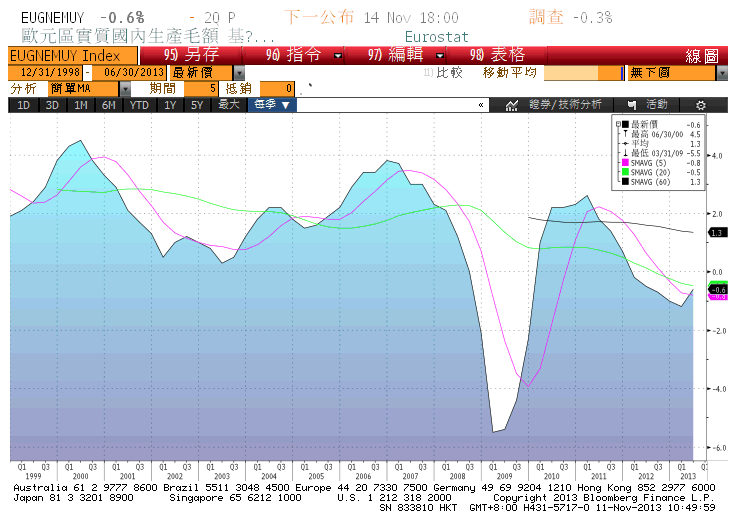 EUGNEMUY -0.6% - 2Q P 下一公布 14 Nov 18:00 調查 -0.3%
歐元區實質國內生產毛額 基?... Eurostat
EUGNEMUY Index 95) 另存 96) 指令 97) 編輯 98) 表格 線圖
12/31/1998 - 06/30/2013 最新價 比較 移動平均 無下圖
分析 簡單MA 期間 5 抵銷 0
1D 3D 1M 6M YTD 1Y 5Y 最大 每季 ▼ « 證券/技術分析 活動
最新價 -0.6
最高 06/30/00 4.5
平均 1.3
最低 03/31/09 -5.5
SMAVG (5) -0.8
SMAVG (20) -0.5
SMAVG (60) 1.3
4.0
2.0
1.3
0.0
-0.6
-2.0
-4.0
-6.0
Q1 Q3 Q1 Q3 Q1 Q3 Q1 Q3 Q1 Q3 Q1 Q3 Q1 Q3 Q1 Q3 Q1 Q3 Q1 Q3 Q1 Q3 Q1 Q3 Q1 Q3 Q1 Q3 Q1
1999 2000 2001 2002 2003 2004 2005 2006 2007 2008 2009 2010 2011 2012 2013
Australia 61 2 9777 8600 Brazil 5511 3048 4500 Europe 44 20 7330 7500 Germany 49 69 9204 1210 Hong Kong 852 2977 6000
Japan 81 3 3201 8900 Singapore 65 6212 1000 U.S. 1 212 318 2000 Copyright 2013 Bloomberg Finance L.P.
SN 833810 HKT GMT+8:00 H431-5717-0 11-Nov-2013 10:49:59